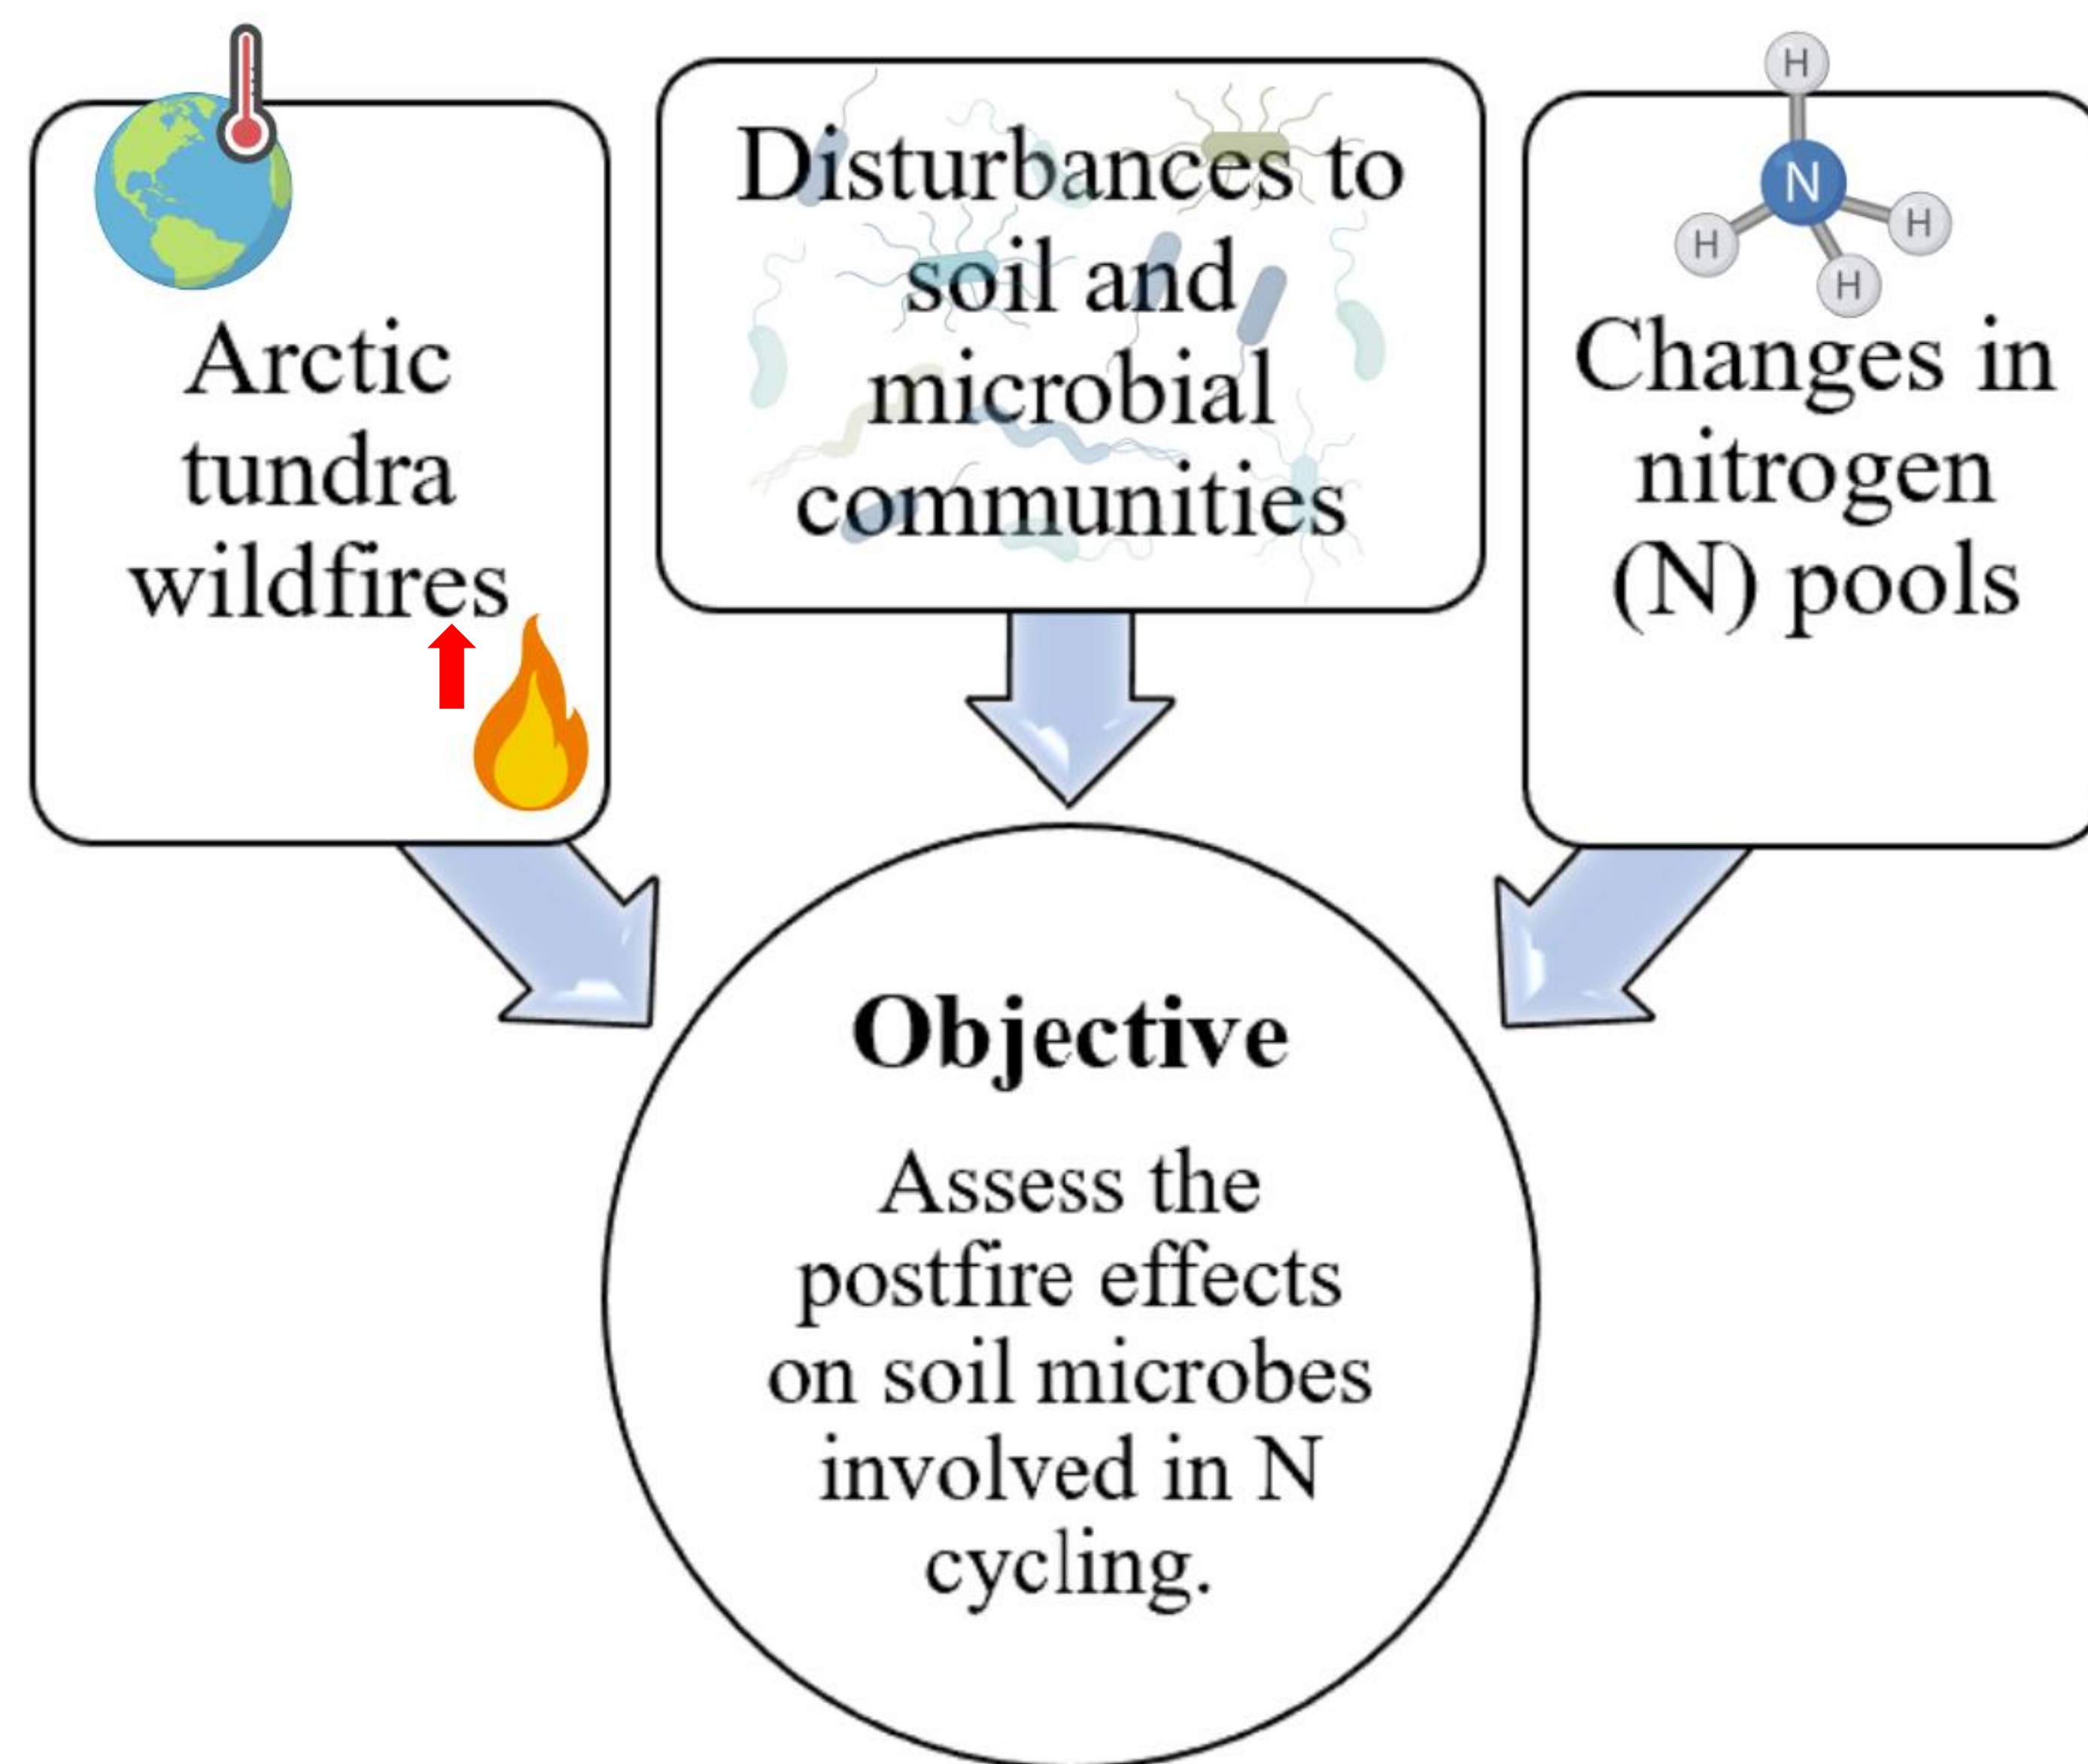 Arctic
tundra
wildfires
Disturbances to
soil and
microbial
communities
H
N
H
H
H
Changes in
nitrogen
(N) pools
Objective
Assess the
postfire effects
on soil microbes
involved in N
cycling.